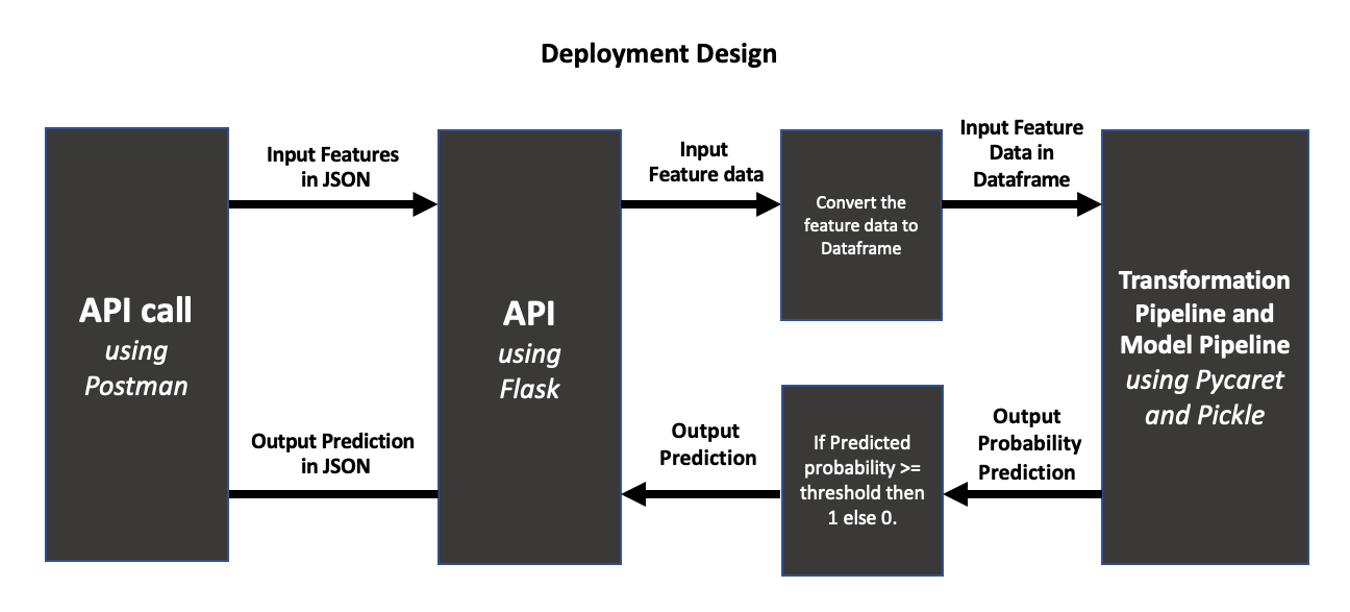 Deployment Design
API call
using
Postman
Input Features
in JSON
Output Prediction
in JSON
API
using
Flask
Input
Feature data
Convert the
feature data to
Dataframe
Input Feature
Data in
Dataframe
Transformation
Pipeline and
Model Pipeline
using Pycaret
and Pickle
Output
Probability
Prediction
If Predicted
probability >=
threshold then
1 else 0.
Output
Prediction